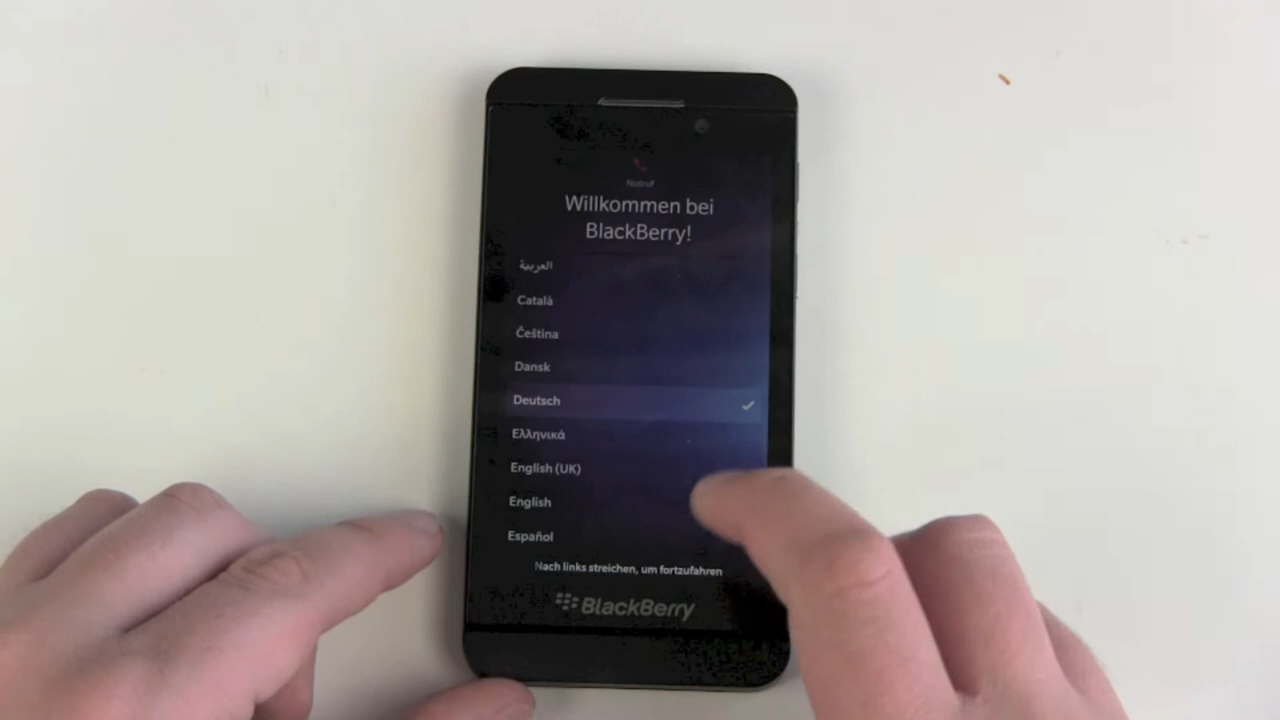 Notruf
Willkommen bei
BlackBerry!
العربية
Català
Čeština
Dansk
Deutsch
Ελληνικά
English (UK)
English
Español
Nach links streichen, um fortzufahren
BlackBerry